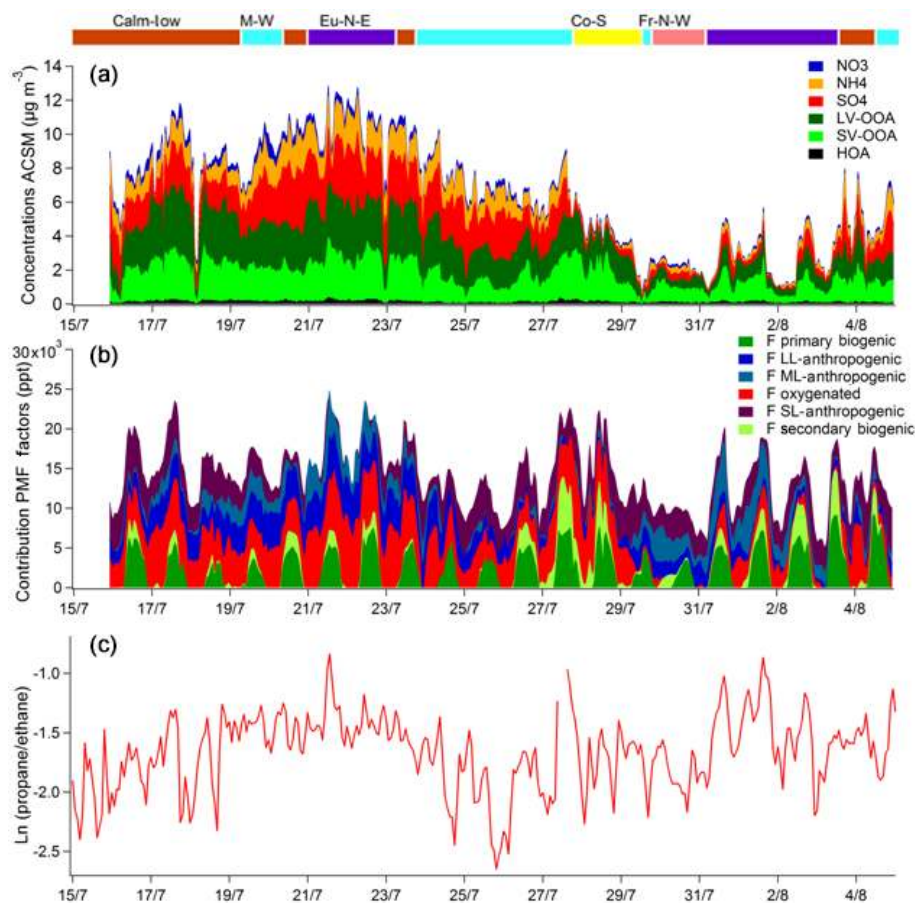 Calm-low M-W Eu-N-E Co-S Fr-N-W
(a)
Concentrations ACSM (µg m⁻³)
14
12
10
8
6
4
2
0
NO3
NH4
SO4
LV-OOA
SV-OOA
HOA
15/7 17/7 19/7 21/7 23/7 25/7 27/7 29/7 31/7 2/8 4/8
(b)
Contribution PMF factors (ppt)
30x10³
25
20
15
10
5
0
F primary biogenic
F LL-anthropogenic
F ML-anthropogenic
F oxygenated
F SL-anthropogenic
F secondary biogenic
15/7 17/7 19/7 21/7 23/7 25/7 27/7 29/7 31/7 2/8 4/8
(c)
Ln (propane/ethane)
-1.0
-1.5
-2.0
-2.5
15/7 17/7 19/7 21/7 23/7 25/7 27/7 29/7 31/7 2/8 4/8